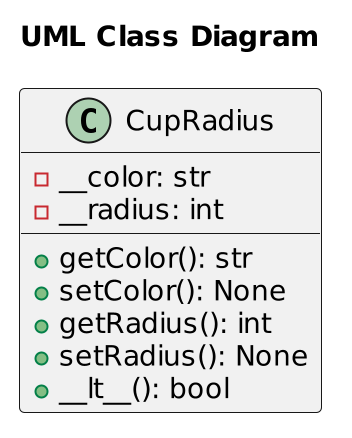 UML Class Diagram
C CupRadius
__color: str
__radius: int
getColor(): str
setColor(): None
getRadius(): int
setRadius(): None
__lt__(): bool